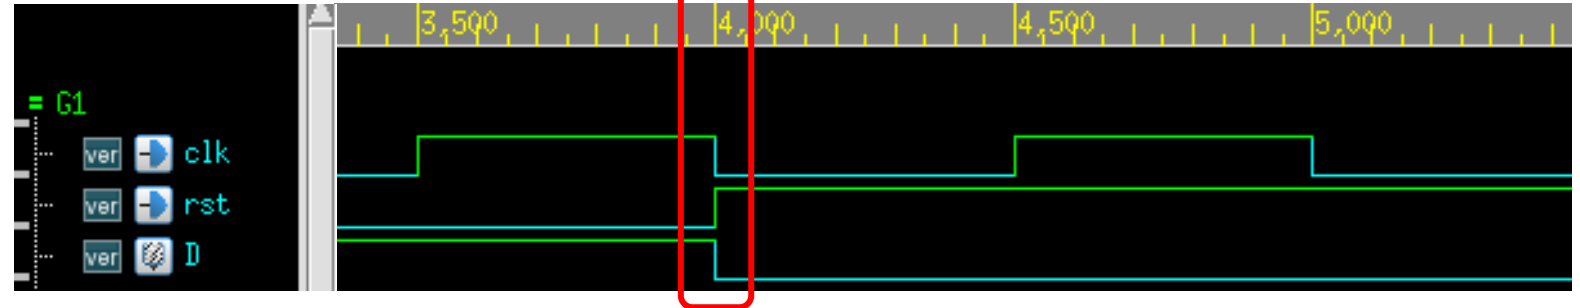 3,500 4,000 4,500 5,000
= G1
ver clk
ver rst
ver D